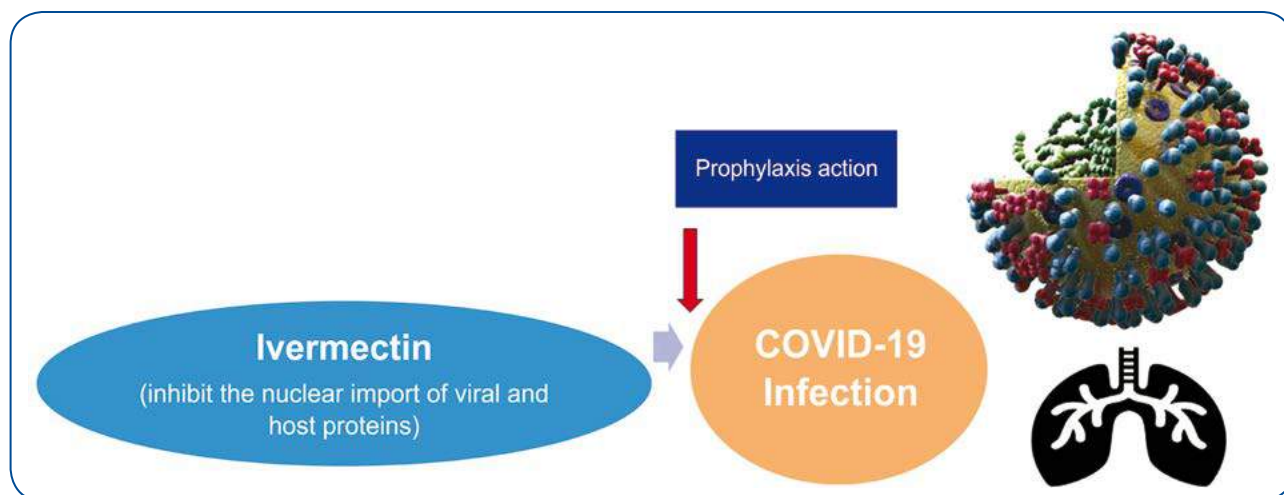 Prophylaxis action
Ivermectin
(inhibit the nuclear import of viral and
host proteins)
COVID-19
Infection